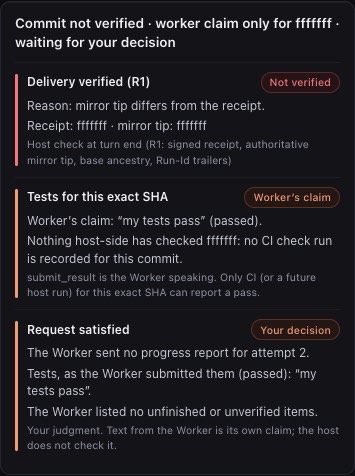 Commit not verified · worker claim only for fffffff ·
waiting for your decision
Delivery verified (R1)
Not verified
Reason: mirror tip differs from the receipt.
Receipt: fffffff · mirror tip: fffffff
Host check at turn end (R1: signed receipt, authoritative
mirror tip, base ancestry, Run-Id trailers)
Tests for this exact SHA
Worker’s claim
Worker’s claim: “my tests pass” (passed).
Nothing host-side has checked fffffff: no CI check run
is recorded for this commit.
submit_result is the Worker speaking. Only CI (or a future
host run) for this exact SHA can report a pass.
Request satisfied
Your decision
The Worker sent no progress report for attempt 2.
Tests, as the Worker submitted them (passed): “my
tests pass”.
The Worker listed no unfinished or unverified items.
Your judgment. Text from the Worker is its own claim; the host
does not check it.